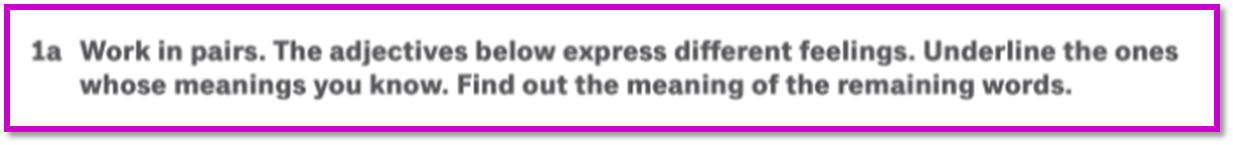 1a Work in pairs. The adjectives below express different feelings. Underline the ones
whose meanings you know. Find out the meaning of the remaining words.